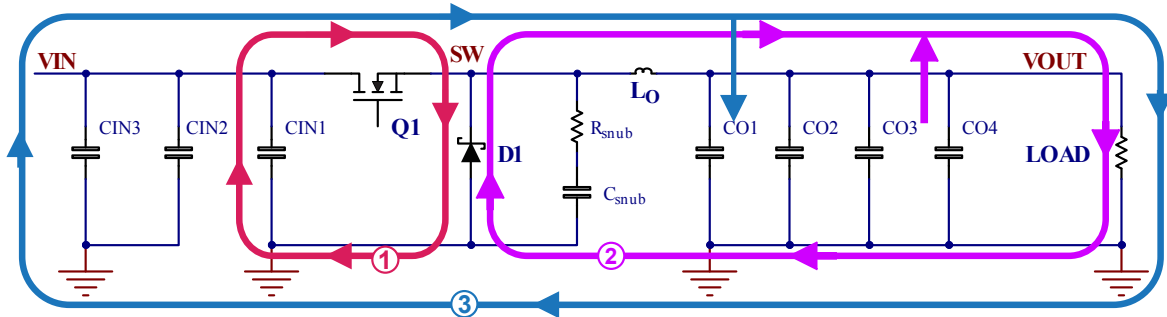 VIN
SW
VOUT
CIN3
CIN2
CIN1
Q1
D1
LO
Rsnub
Csnub
CO1
CO2
CO3
CO4
LOAD
1
2
3